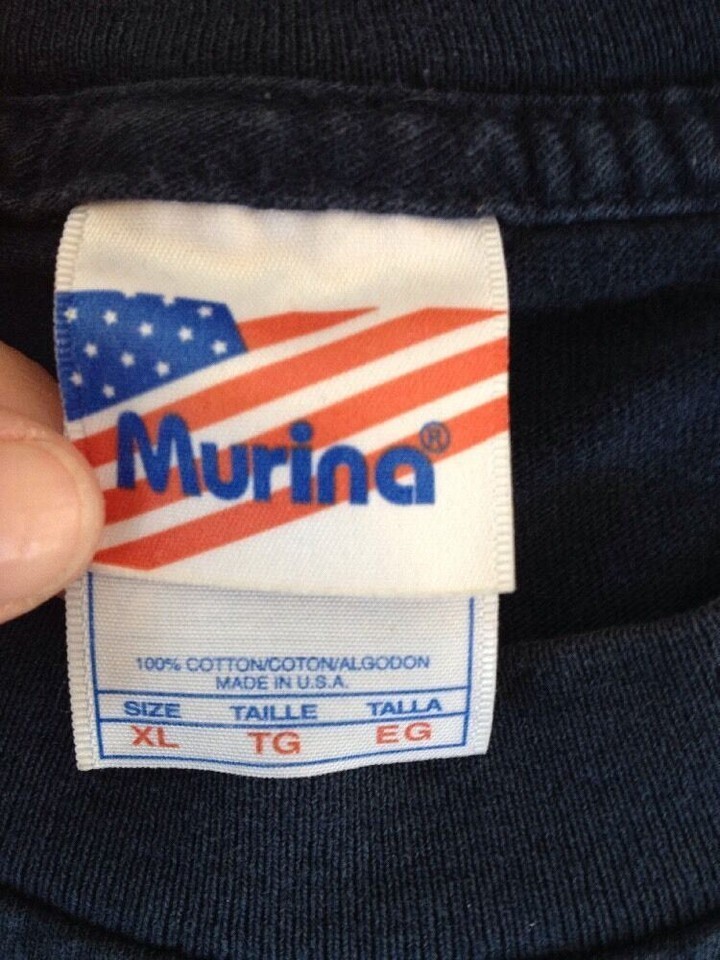 Murina®
100% COTTON/COTON/ALGODON
MADE IN U.S.A.
SIZE TAILLE TALLA
XL TG EG